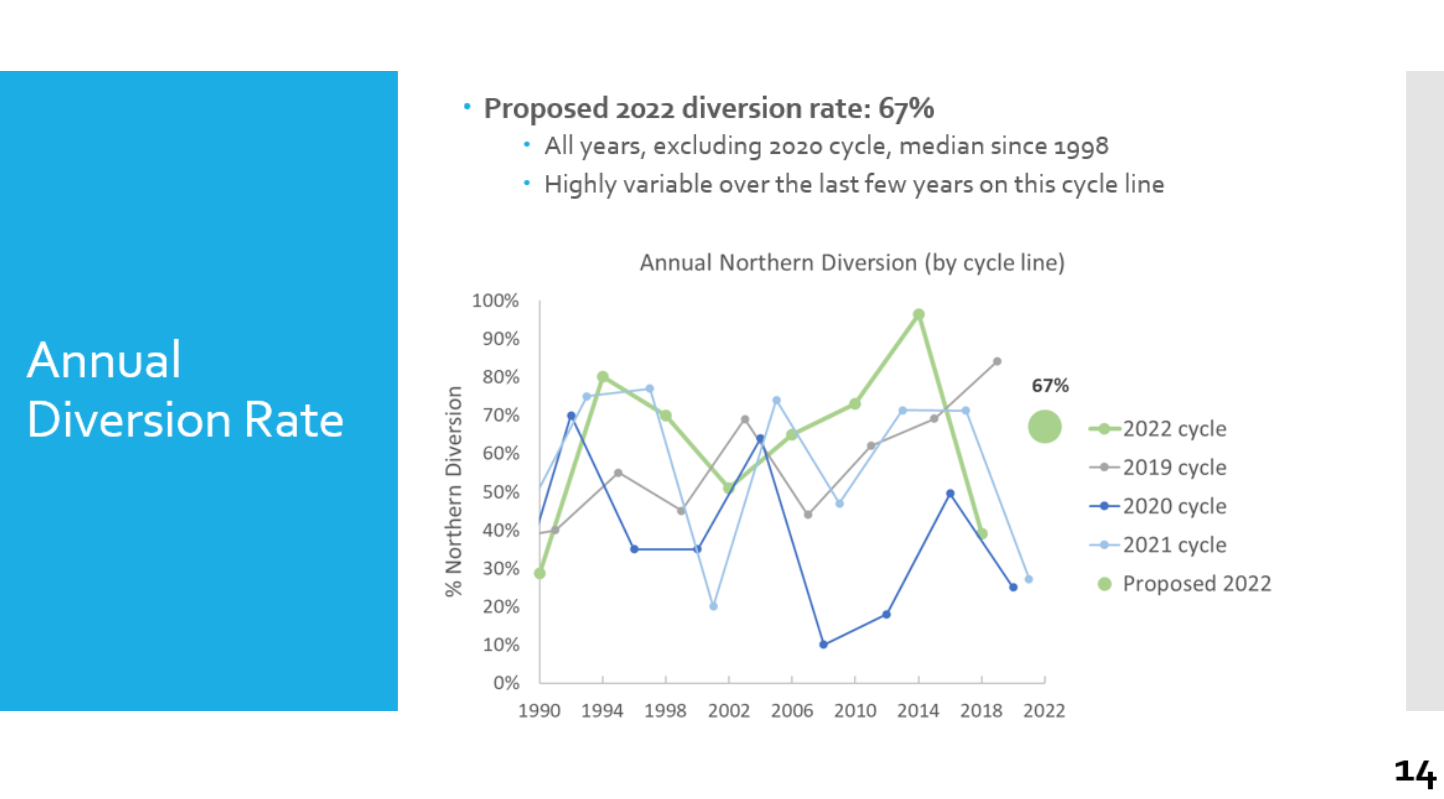 Annual
Diversion Rate
Proposed 2022 diversion rate: 67%
All years, excluding 2020 cycle, median since 1998
Highly variable over the last few years on this cycle line
Annual Northern Diversion (by cycle line)
% Northern Diversion
100%
90%
80%
70%
60%
50%
40%
30%
20%
10%
0%
1990 1994 1998 2002 2006 2010 2014 2018 2022
67%
2022 cycle
2019 cycle
2020 cycle
2021 cycle
Proposed 2022
14